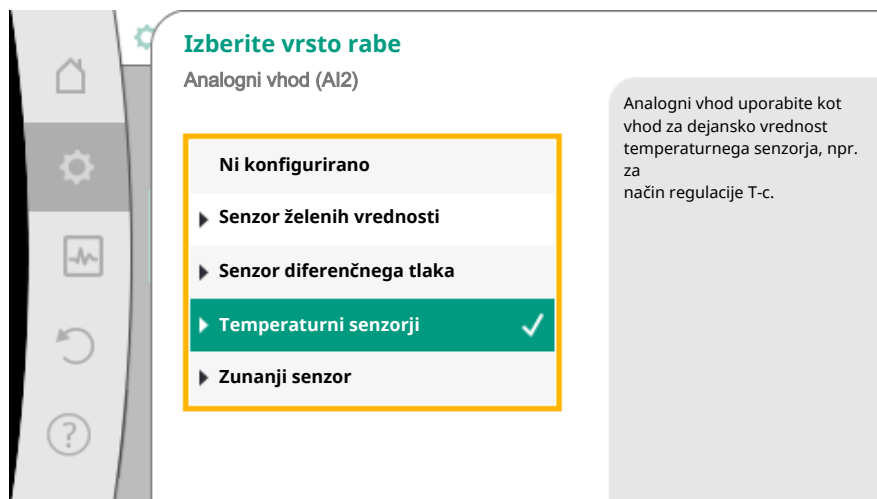 Izberite vrsto rabe
Analogni vhod (AI2)
Ni konfigurirano
Senzor želenih vrednosti
Senzor diferenčnega tlaka
Temperaturni senzorji
Zunanji senzor
Analogni vhod uporabite kot
vhod za dejansko vrednost
temperaturnega senzorja, npr.
za
način regulacije T-c.
?